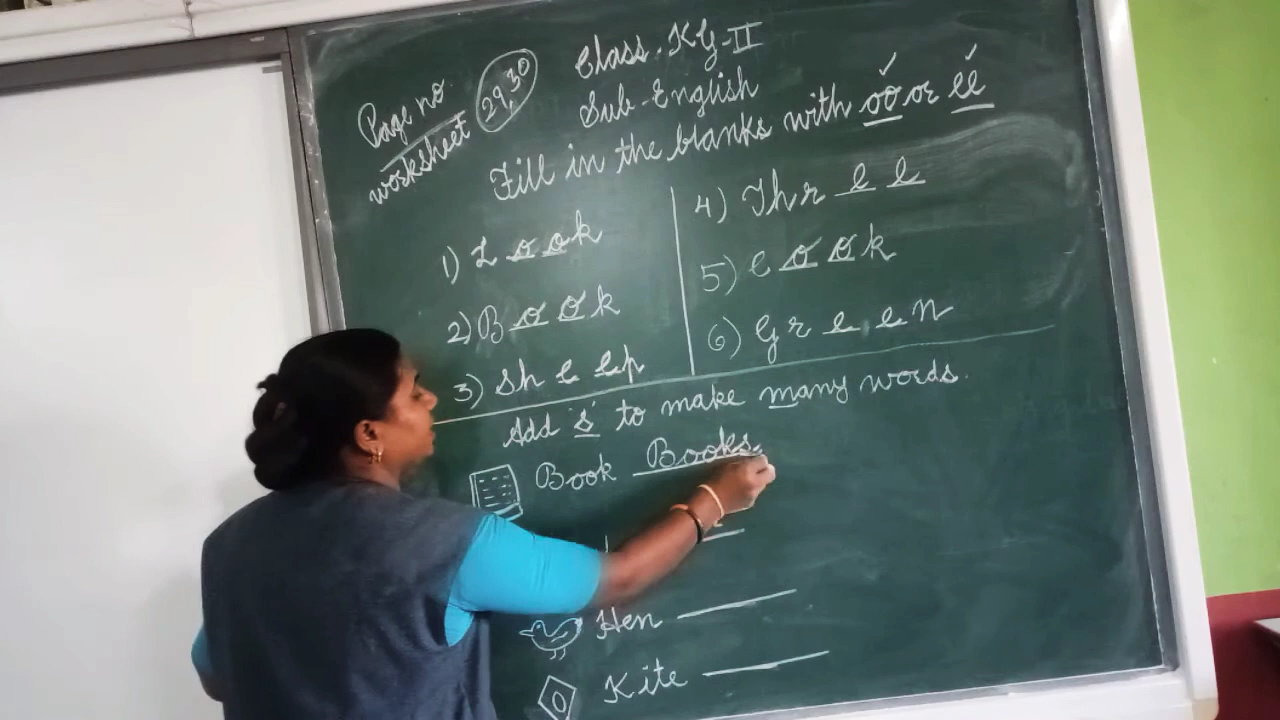 Class. KG-II
Page no 29, 30
worksheet
Sub-English
Fill in the blanks with oo or ee
1) Look
2) Book
3) Sheep
4) Three
5) Cook
6) Green
Add 's' to make many words.
Book Books
Hen
Kite